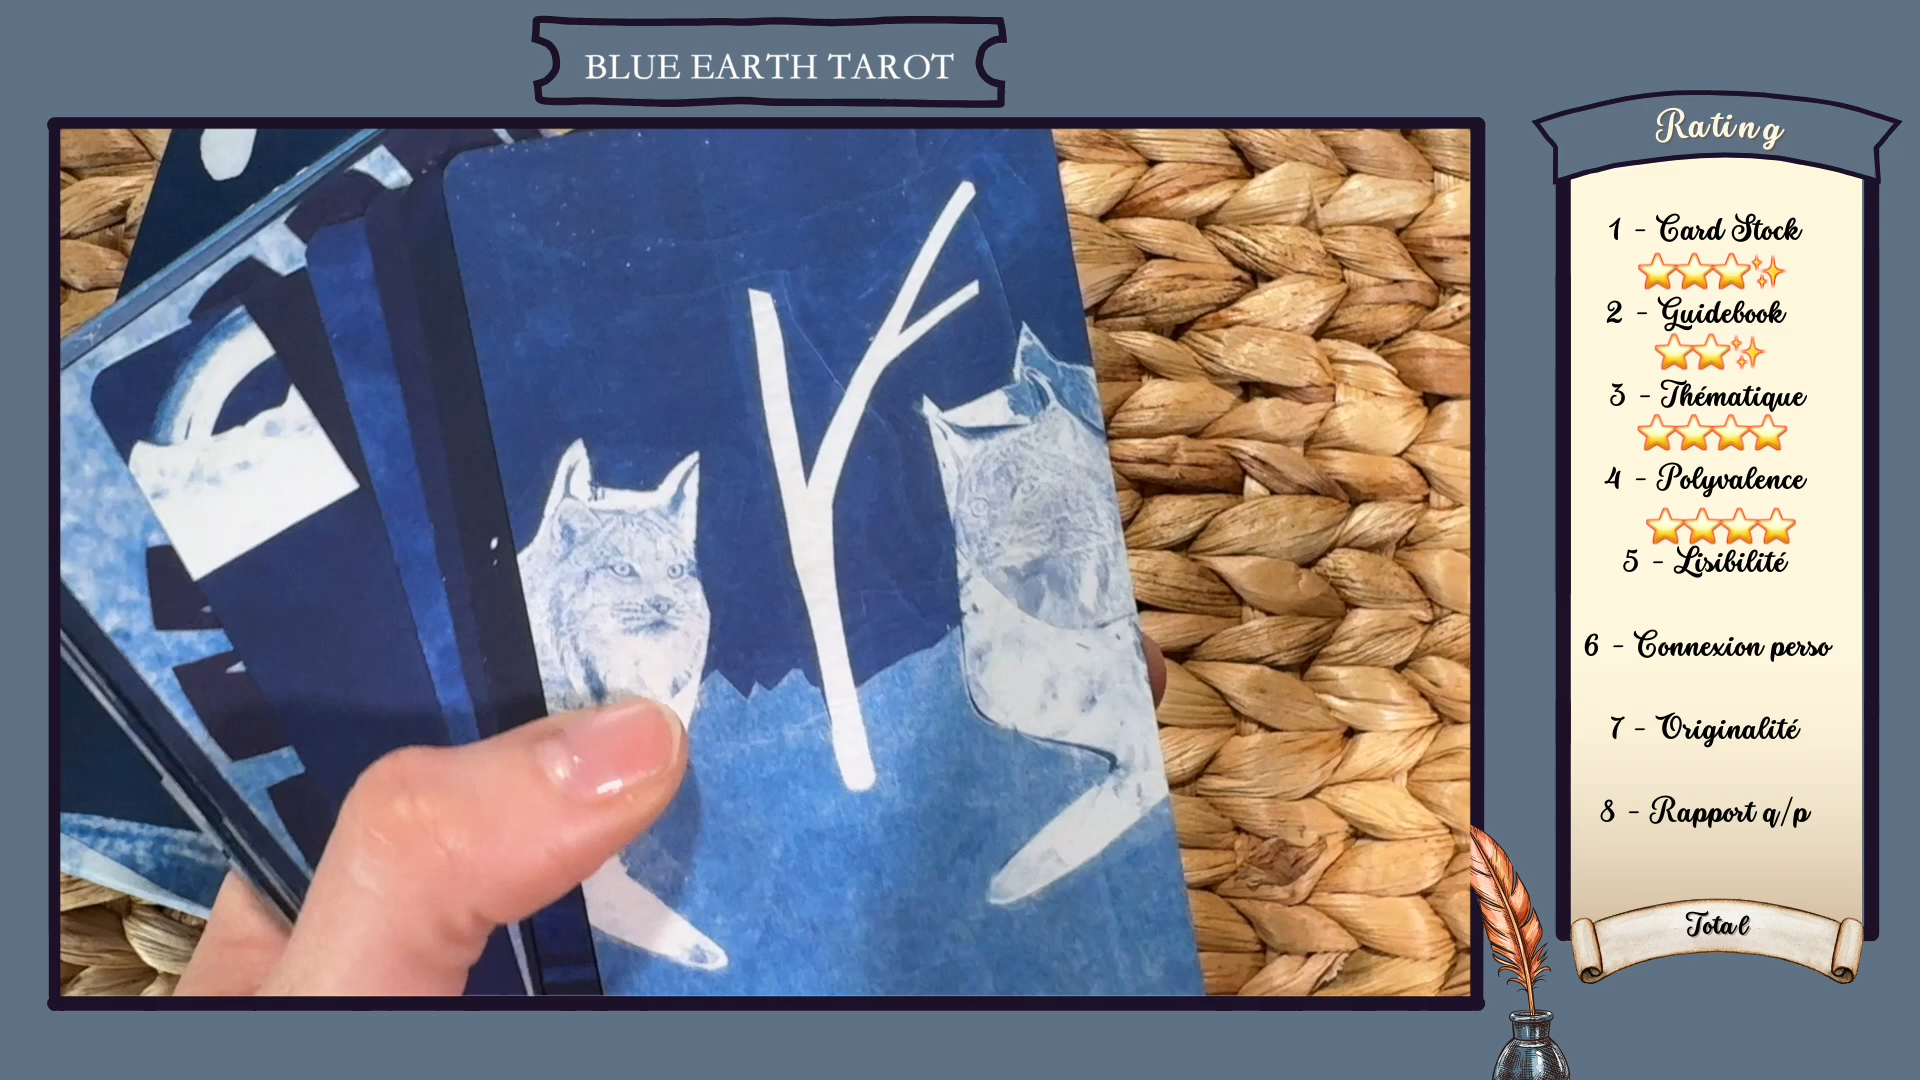 BLUE EARTH TAROT
Rating
1 - Card Stock
2 - Guidebook
3 - Thématique
4 - Polyvalence
5 - Lisibilité
6 - Connexion perso
7 - Originalité
8 - Rapport q/p
Total